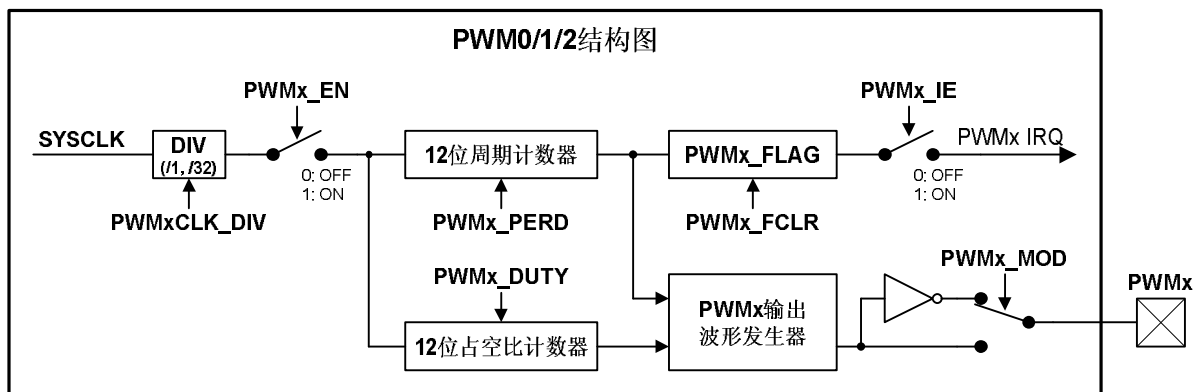 PWM0/1/2结构图
PWMx_EN
PWMx_IE
SYSCLK
DIV
(/1, /32)
0: OFF
1: ON
12位周期计数器
PWMx_FLAG
PWMx IRQ
0: OFF
1: ON
PWMxCLK_DIV
PWMx_PERD
PWMx_FCLR
PWMx_DUTY
PWMx_MOD
PWMx
12位占空比计数器
PWMx输出
波形发生器